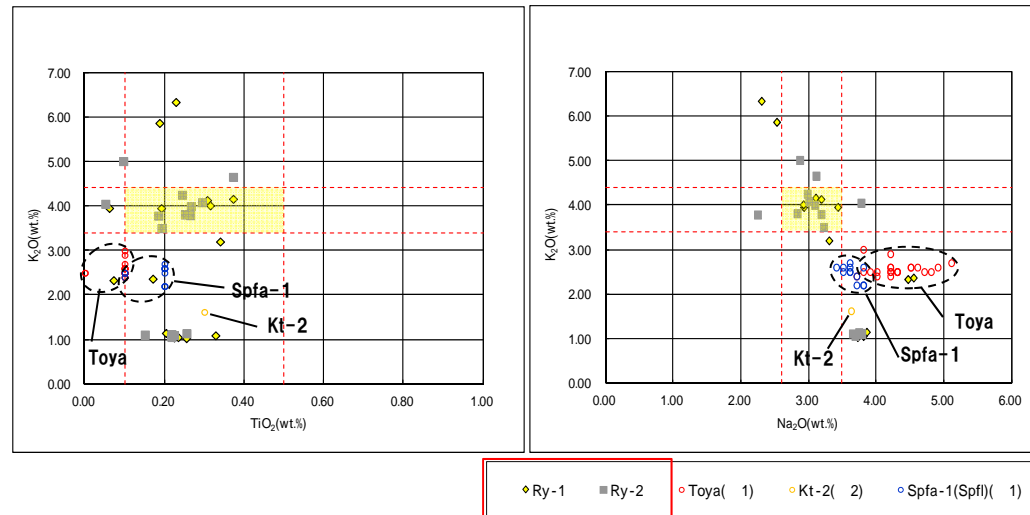 7.00
6.00
5.00
4.00
3.00
2.00
1.00
0.00
K₂O(wt.%)
0.00 0.20 0.40 0.60 0.80 1.00
TiO₂(wt.%)
Toya
Spfa-1
Kt-2
7.00
6.00
5.00
4.00
3.00
2.00
1.00
0.00
K₂O(wt.%)
0.00 1.00 2.00 3.00 4.00 5.00 6.00
Na₂O(wt.%)
Toya
Spfa-1
Kt-2
Ry-1 Ry-2 Toya( 1) Kt-2( 2) Spfa-1(Spfl)( 1)